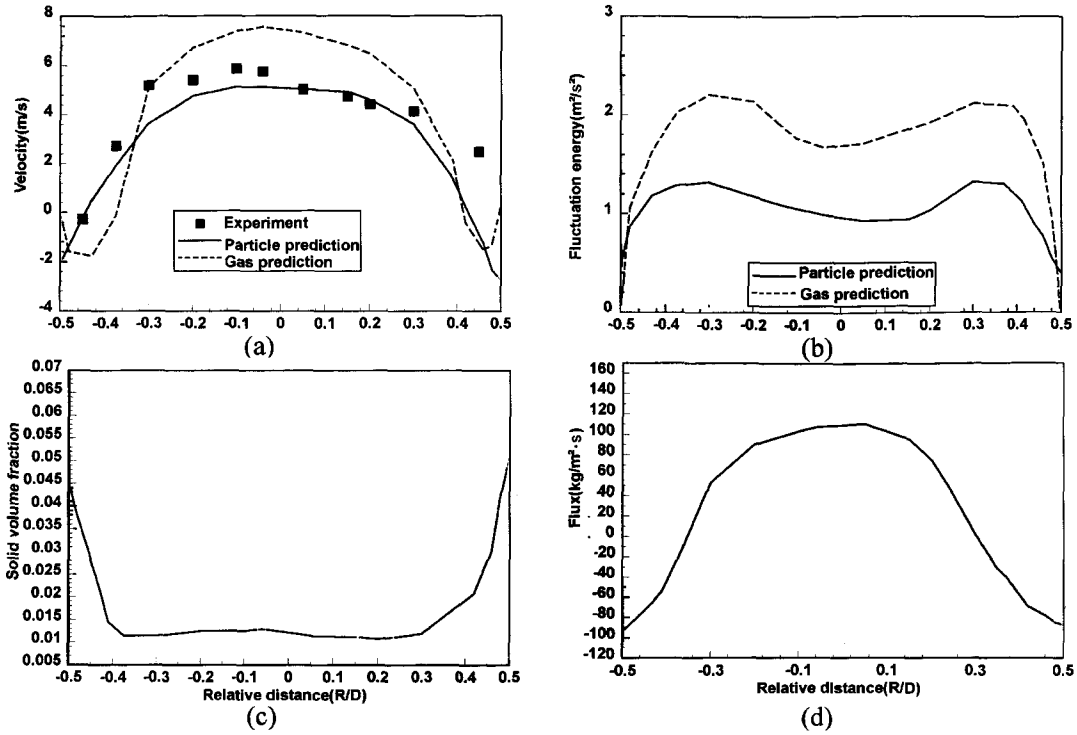 8
6
4
2
0
-2
-4
Velocity(m/s)
Experiment
Particle prediction
Gas prediction
-0.5 -0.4 -0.3 -0.2 -0.1 0 0.1 0.2 0.3 0.4 0.5
(a)
3
2
1
0
Fluctuation energy(m²/s²)
Particle prediction
Gas prediction
-0.5 -0.4 -0.3 -0.2 -0.1 0 0.1 0.2 0.3 0.4 0.5
(b)
0.07
0.065
0.06
0.055
0.05
0.045
0.04
0.035
0.03
0.025
0.02
0.015
0.01
0.005
Solid volume fraction
-0.5 -0.4 -0.3 -0.2 -0.1 0 0.1 0.2 0.3 0.4 0.5
Relative distance(R/D)
(c)
160
140
120
100
80
60
40
20
0
-20
-40
-60
-80
-100
-120
Flux(kg/m²·s)
-0.5 -0.3 -0.1 0.1 0.3 0.5
Relative distance(R/D)
(d)